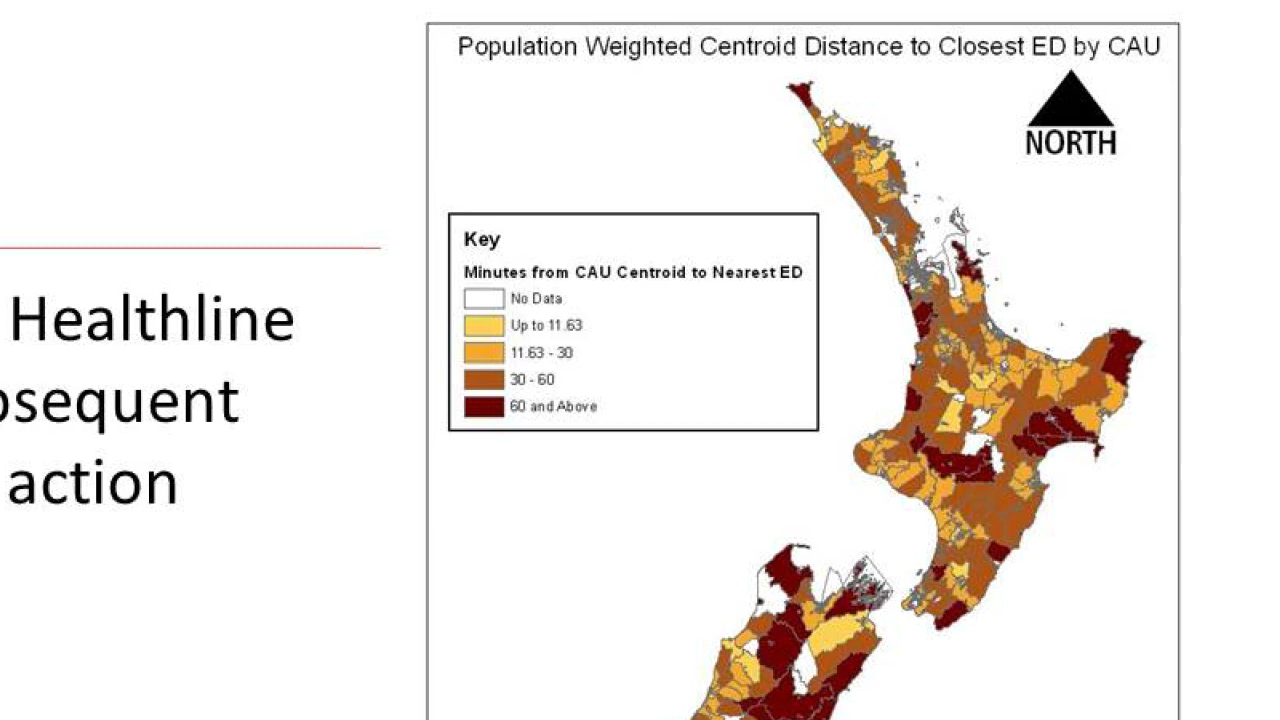 Healthline
bsequent
action
Population Weighted Centroid Distance to Closest ED by CAU
NORTH
Key
Minutes from CAU Centroid to Nearest ED
No Data
Up to 11.63
11.63 - 30
30 - 60
60 and Above